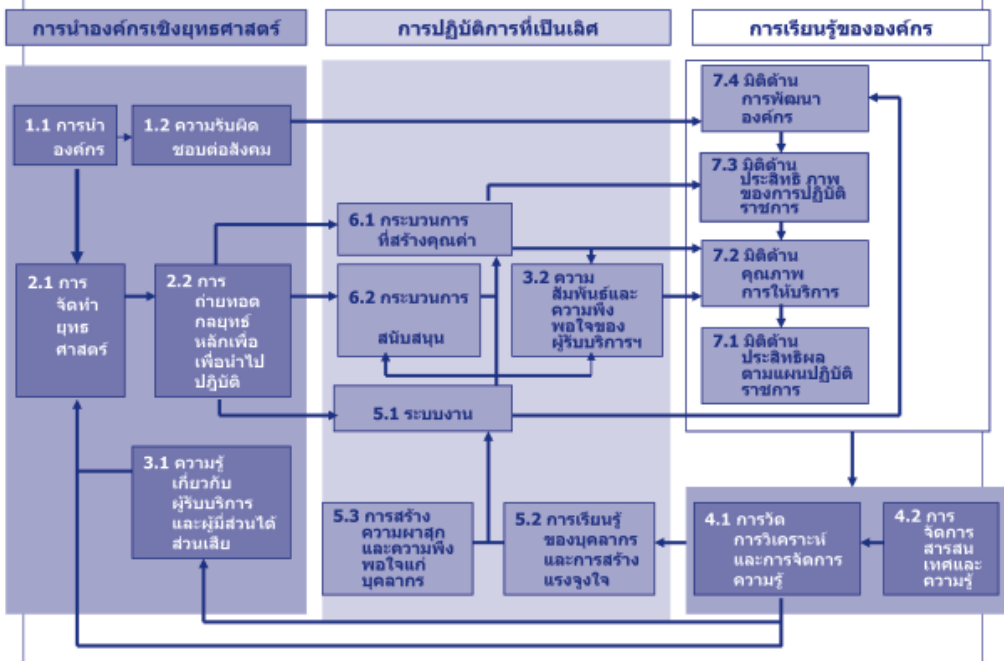 การนำองค์กรเชิงยุทธศาสตร์
การปฏิบัติการที่เป็นเลิศ
การเรียนรู้ขององค์กร
1.1 การนำ
องค์กร
1.2 ความรับผิด
ชอบต่อสังคม
2.1 การ
จัดทำ
ยุทธ
ศาสตร์
2.2 การ
ถ่ายทอด
กลยุทธ์
หลักเพื่อ
เพื่อนำไป
ปฎิบัติ
3.1 ความรู้
เกี่ยวกับ
ผู้รับบริการ
และผู้มีส่วนได้
ส่วนเสีย
6.1 กระบวนการ
ที่สร้างคุณค่า
6.2 กระบวนการ
สนับสนุน
3.2 ความ
สัมพันธ์และ
ความพึง
พอใจของ
ผู้รับบริการฯ
5.1 ระบบงาน
5.3 การสร้าง
ความผาสุก
และความพึง
พอใจแก่
บุคลากร
5.2 การเรียนรู้
ของบุคลากร
และการสร้าง
แรงจูงใจ
7.4 มิติด้าน
การพัฒนา
องค์กร
7.3 มิติด้าน
ประสิทธิ ภาพ
ของการปฏิบัติ
ราชการ
7.2 มิติด้าน
คุณภาพ
การให้บริการ
7.1 มิติด้าน
ประสิทธิผล
ตามแผนปฏิบัติ
ราชการ
4.1 การวัด
การวิเคราะห์
และการจัดการ
ความรู้
4.2 การ
จัดการ
สารสน
เทศและ
ความรู้